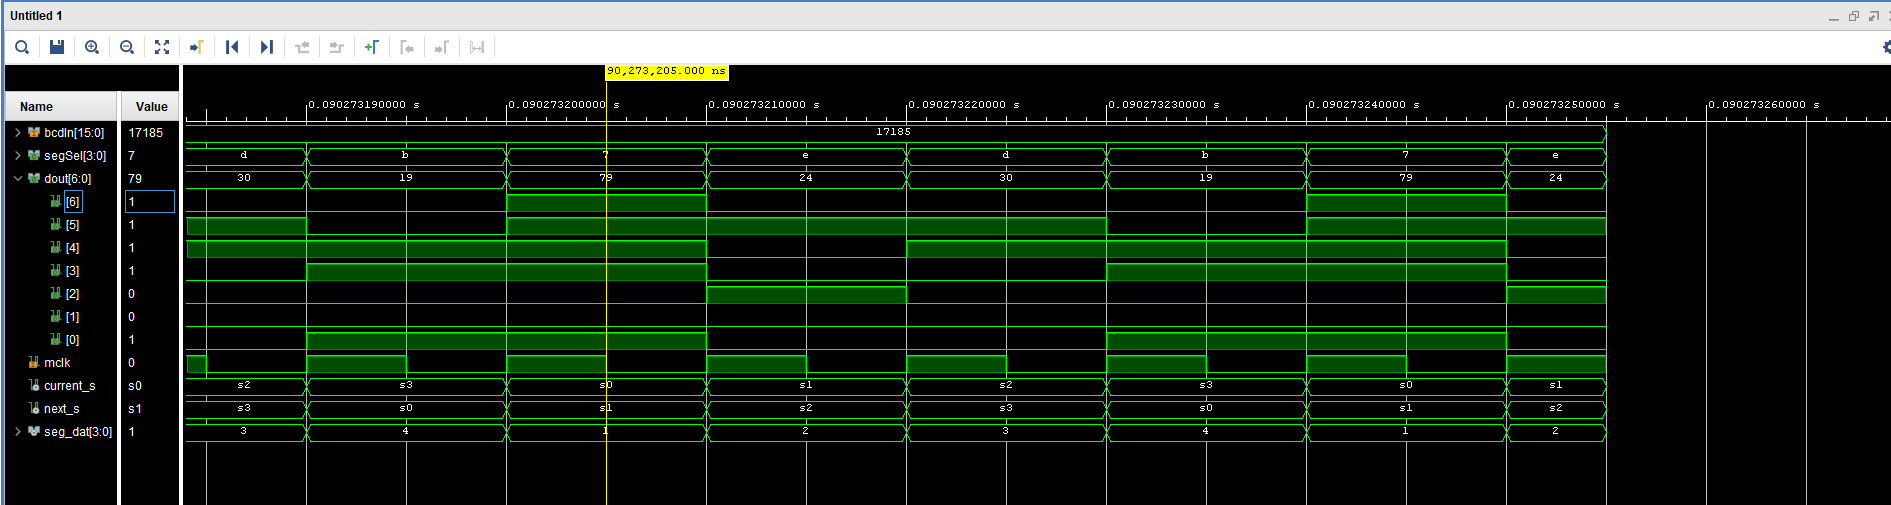 Untitled 1
90,273,205.000 ns
Name Value
0.090273190000 s 0.090273200000 s 0.090273210000 s 0.090273220000 s 0.090273230000 s 0.090273240000 s 0.090273250000 s 0.090273260000 s
bcdIn[15:0] 17185 17185
segSel[3:0] 7 d b 7 e d b 7 e
dout[6:0] 79 30 19 79 24 30 19 79 24
[6] 1
[5] 1
[4] 1
[3] 1
[2] 0
[1] 0
[0] 1
mclk 0
current_s s0 s2 s3 s0 s1 s2 s3 s0 s1
next_s s1 s3 s0 s1 s2 s3 s0 s1 s2
seg_dat[3:0] 1 3 4 1 2 3 4 1 2